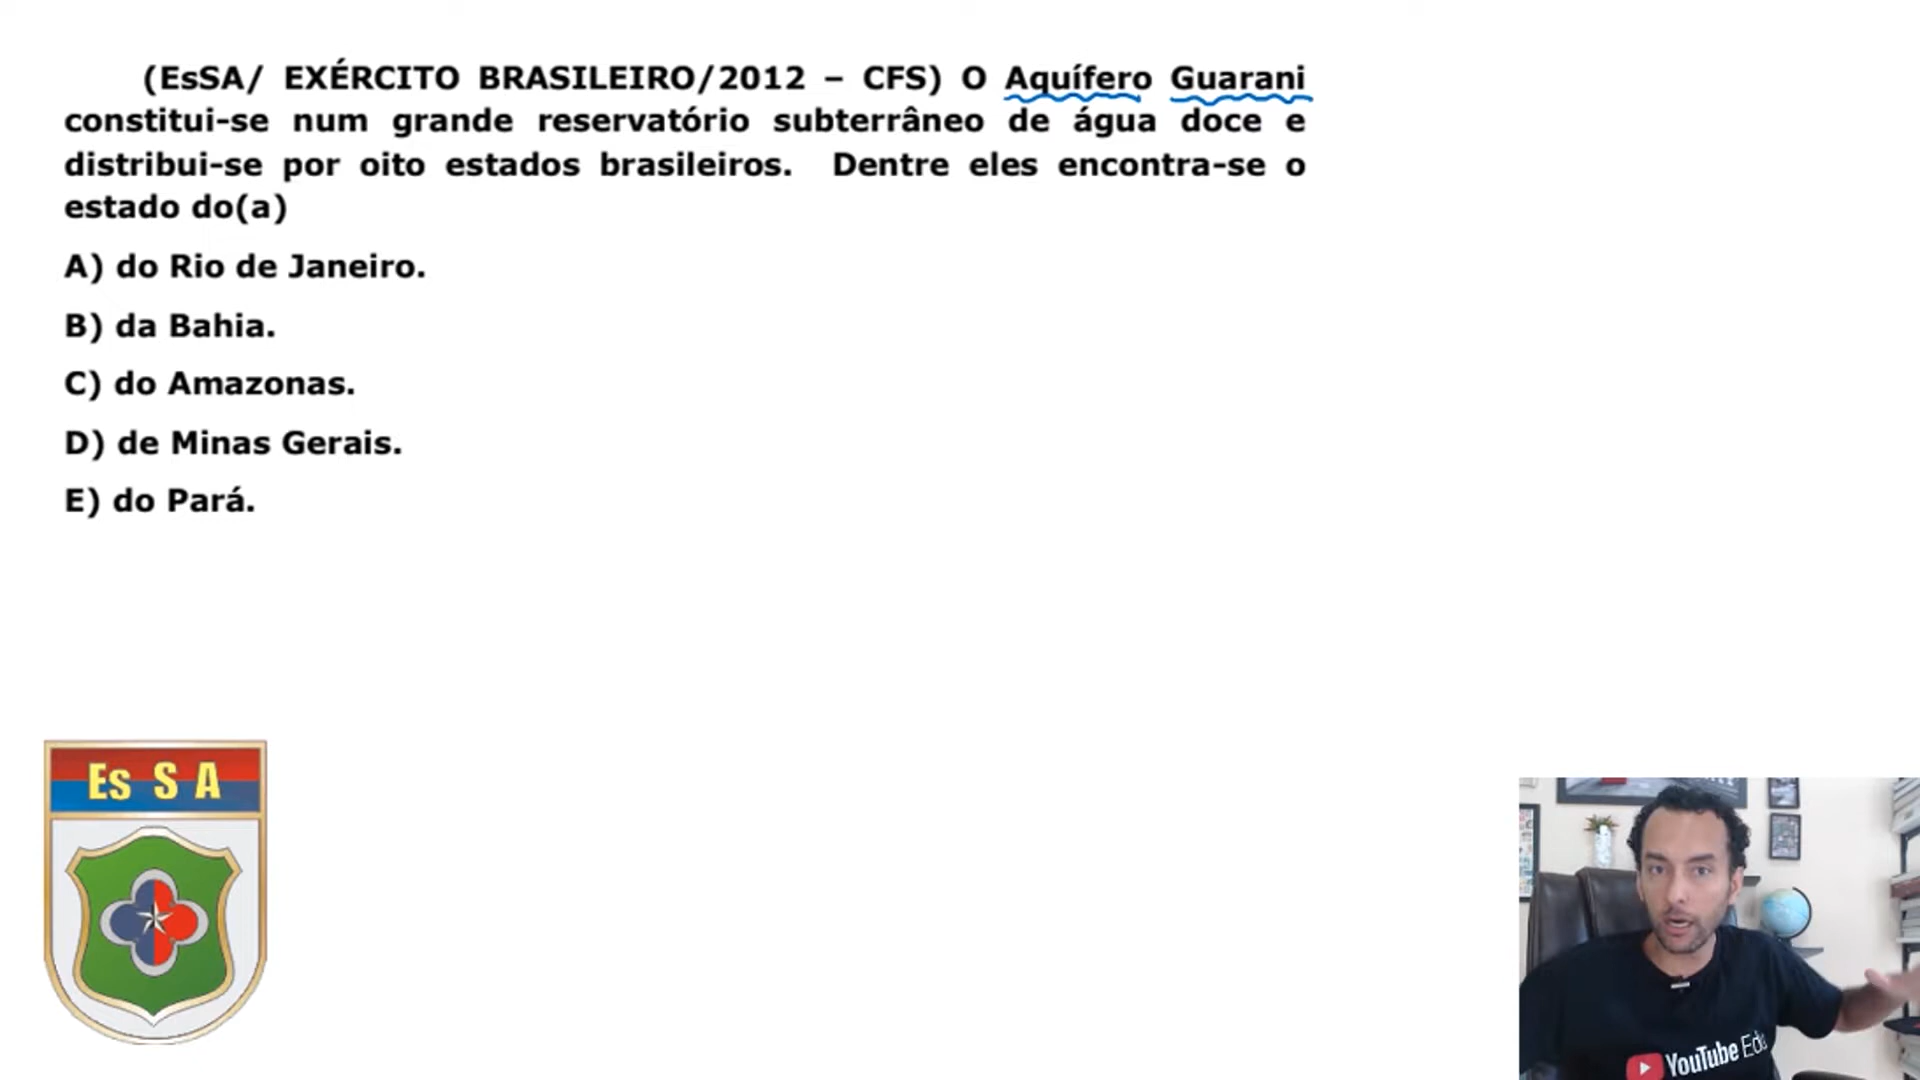 (EsSA/ EXÉRCITO BRASILEIRO/2012 – CFS) O Aquífero Guarani
constitui-se num grande reservatório subterrâneo de água doce e
distribui-se por oito estados brasileiros. Dentre eles encontra-se o
estado do(a)
A) do Rio de Janeiro.
B) da Bahia.
C) do Amazonas.
D) de Minas Gerais.
E) do Pará.
Es S A
YouTube Edu